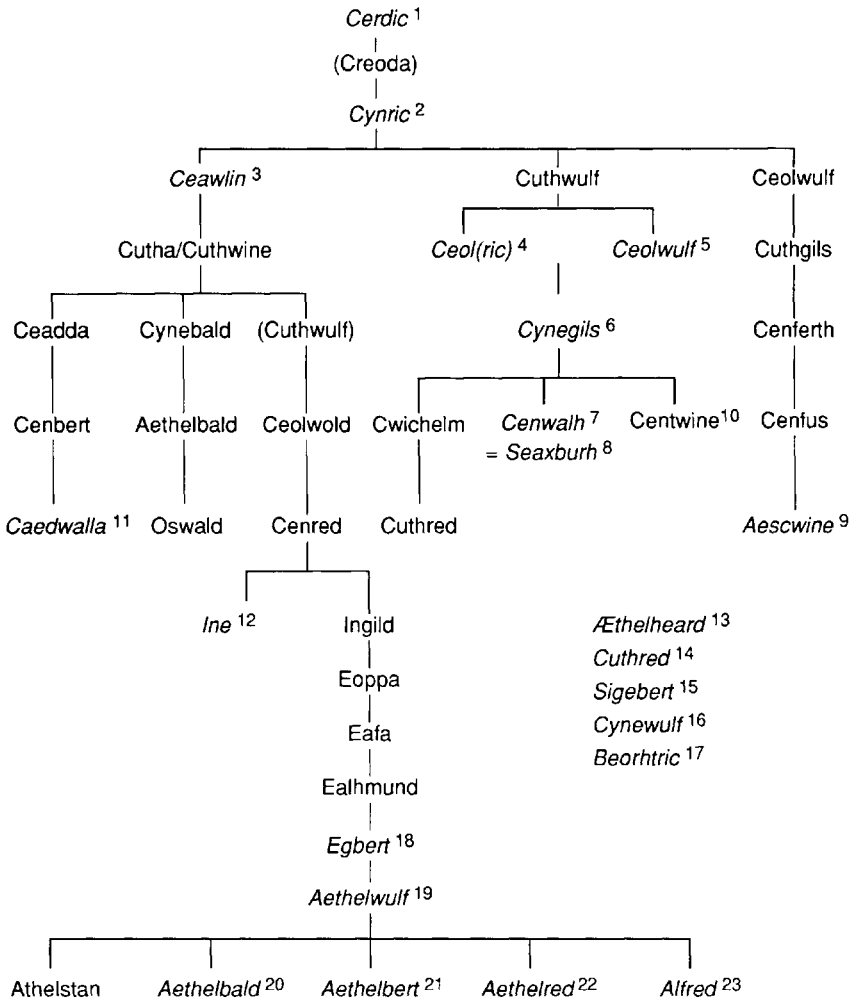 Cerdic 1
(Creoda)
Cynric 2
Ceawlin 3 Cuthwulf Ceolwulf
Cutha/Cuthwine Ceol(ric) 4 Ceolwulf 5 Cuthgils
Ceadda Cynebald (Cuthwulf) Cynegils 6 Cenferth
Cenbert Aethelbald Ceolwold Cwichelm Cenwalh 7 Centwine 10 Cenfus
= Seaxburh 8
Caedwalla 11 Oswald Cenred Cuthred Aescwine 9
Ine 12 Ingild Æthelheard 13
Cuthred 14
Eoppa
Sigebert 15
Eafa
Cynewulf 16
Beorhtric 17
Ealhmund
Egbert 18
Aethelwulf 19
Athelstan Aethelbald 20 Aethelbert 21 Aethelred 22 Alfred 23